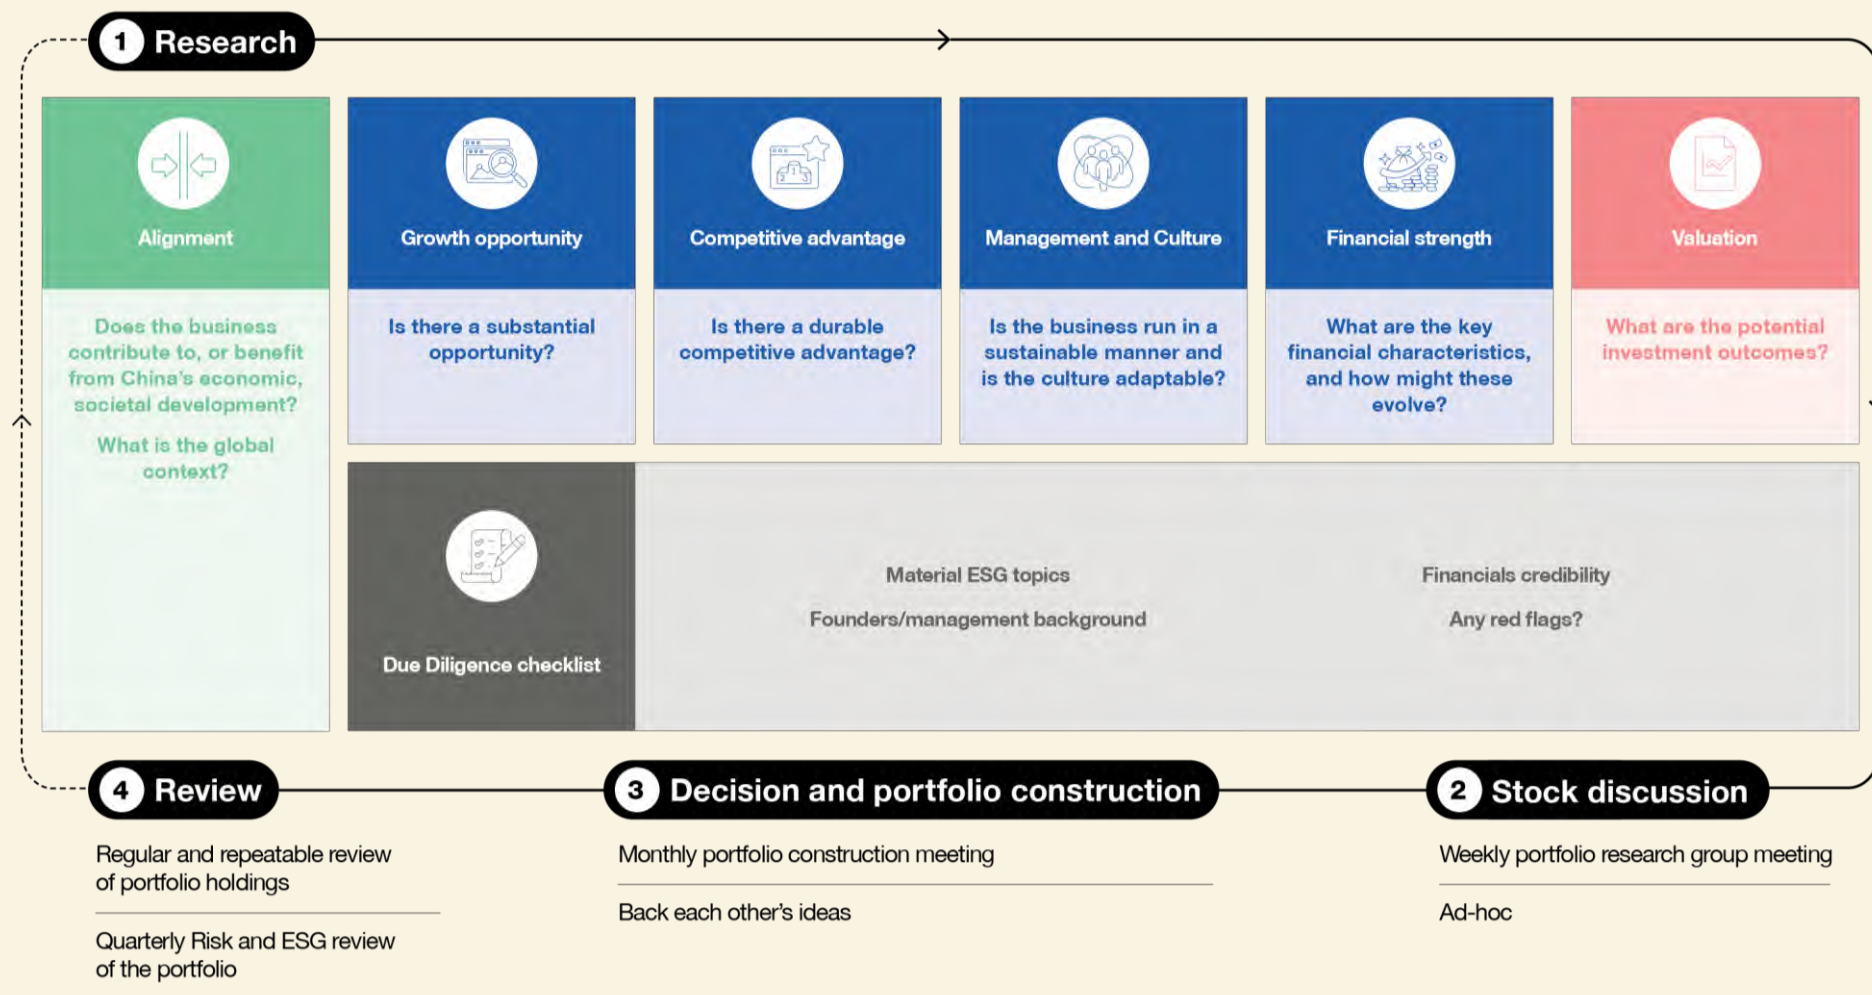 1 Research
Alignment
Does the business
contribute to, or benefit
from China's economic,
societal development?
What is the global
context?
Growth opportunity
Is there a substantial
opportunity?
Competitive advantage
1
2 3
Is there a durable
competitive advantage?
Management and Culture
Is the business run in a
sustainable manner and
is the culture adaptable?
Financial strength
What are the key
financial characteristics,
and how might these
evolve?
Valuation
What are the potential
investment outcomes?
Due Diligence checklist
Material ESG topics
Founders/management background
Financials credibility
Any red flags?
2 Stock discussion
Weekly portfolio research group meeting
Ad-hoc
3 Decision and portfolio construction
Monthly portfolio construction meeting
Back each other's ideas
4 Review
Regular and repeatable review
of portfolio holdings
Quarterly Risk and ESG review
of the portfolio